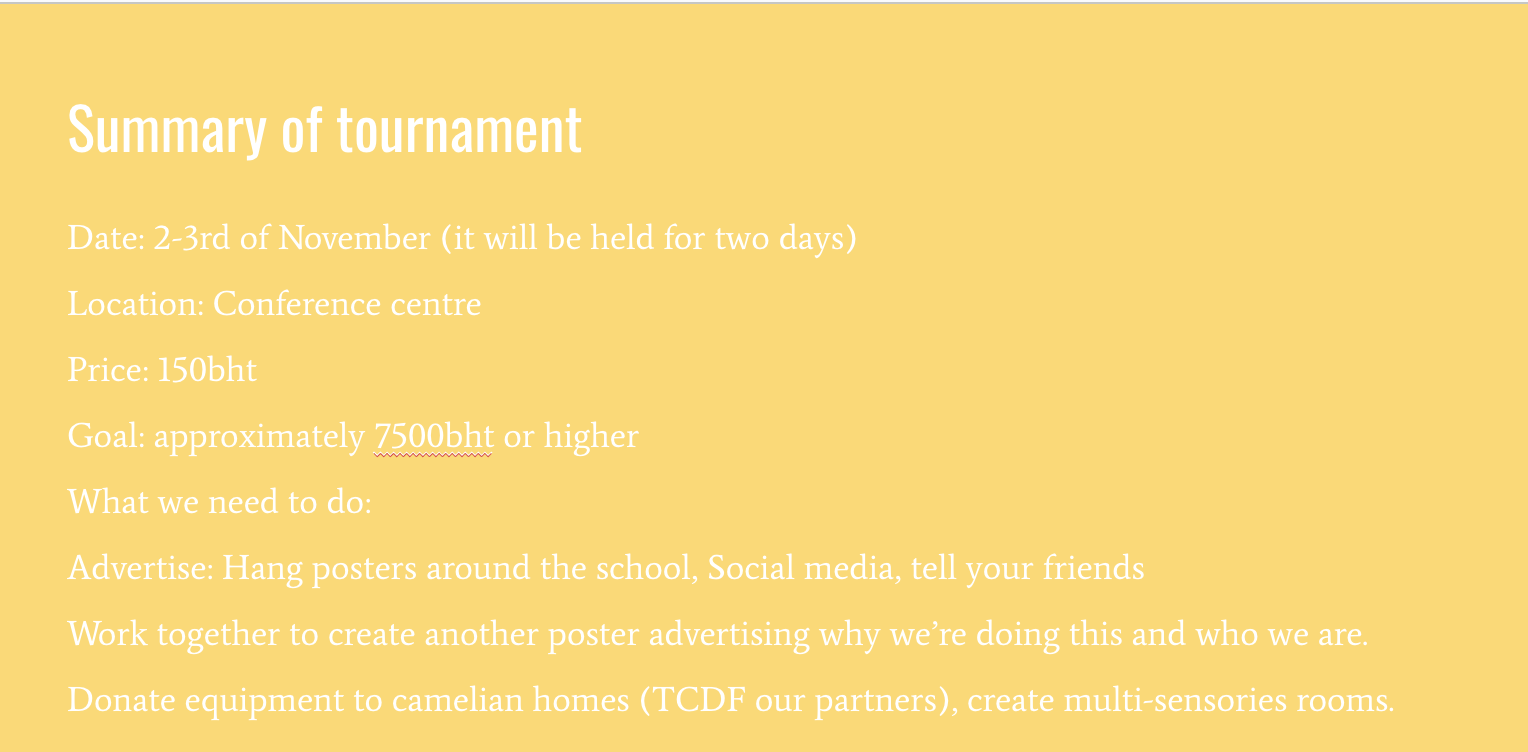 Summary of tournament
Date: 2-3rd of November (it will be held for two days)
Location: Conference centre
Price: 150bht
Goal: approximately 7500bht or higher
What we need to do:
Advertise: Hang posters around the school, Social media, tell your friends
Work together to create another poster advertising why we’re doing this and who we are.
Donate equipment to camelian homes (TCDF our partners), create multi-sensories rooms.